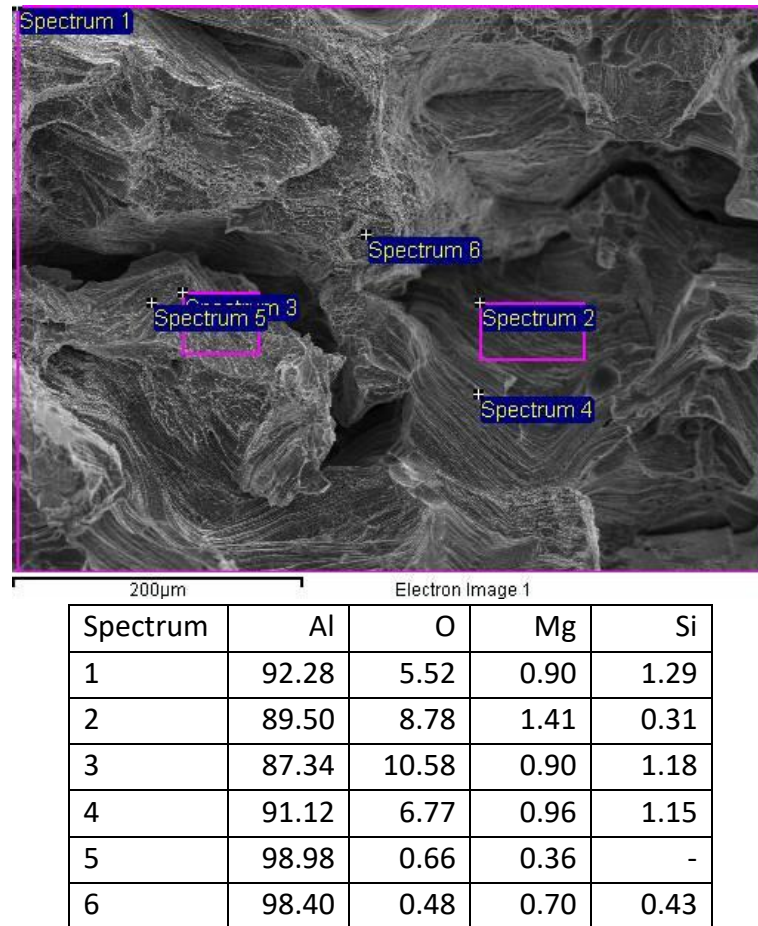 Spectrum 1
Spectrum 6
Spectrum 3
Spectrum 5
Spectrum 2
Spectrum 4
200µm Electron Image 1
Spectrum Al O Mg Si
1 92.28 5.52 0.90 1.29
2 89.50 8.78 1.41 0.31
3 87.34 10.58 0.90 1.18
4 91.12 6.77 0.96 1.15
5 98.98 0.66 0.36 -
6 98.40 0.48 0.70 0.43